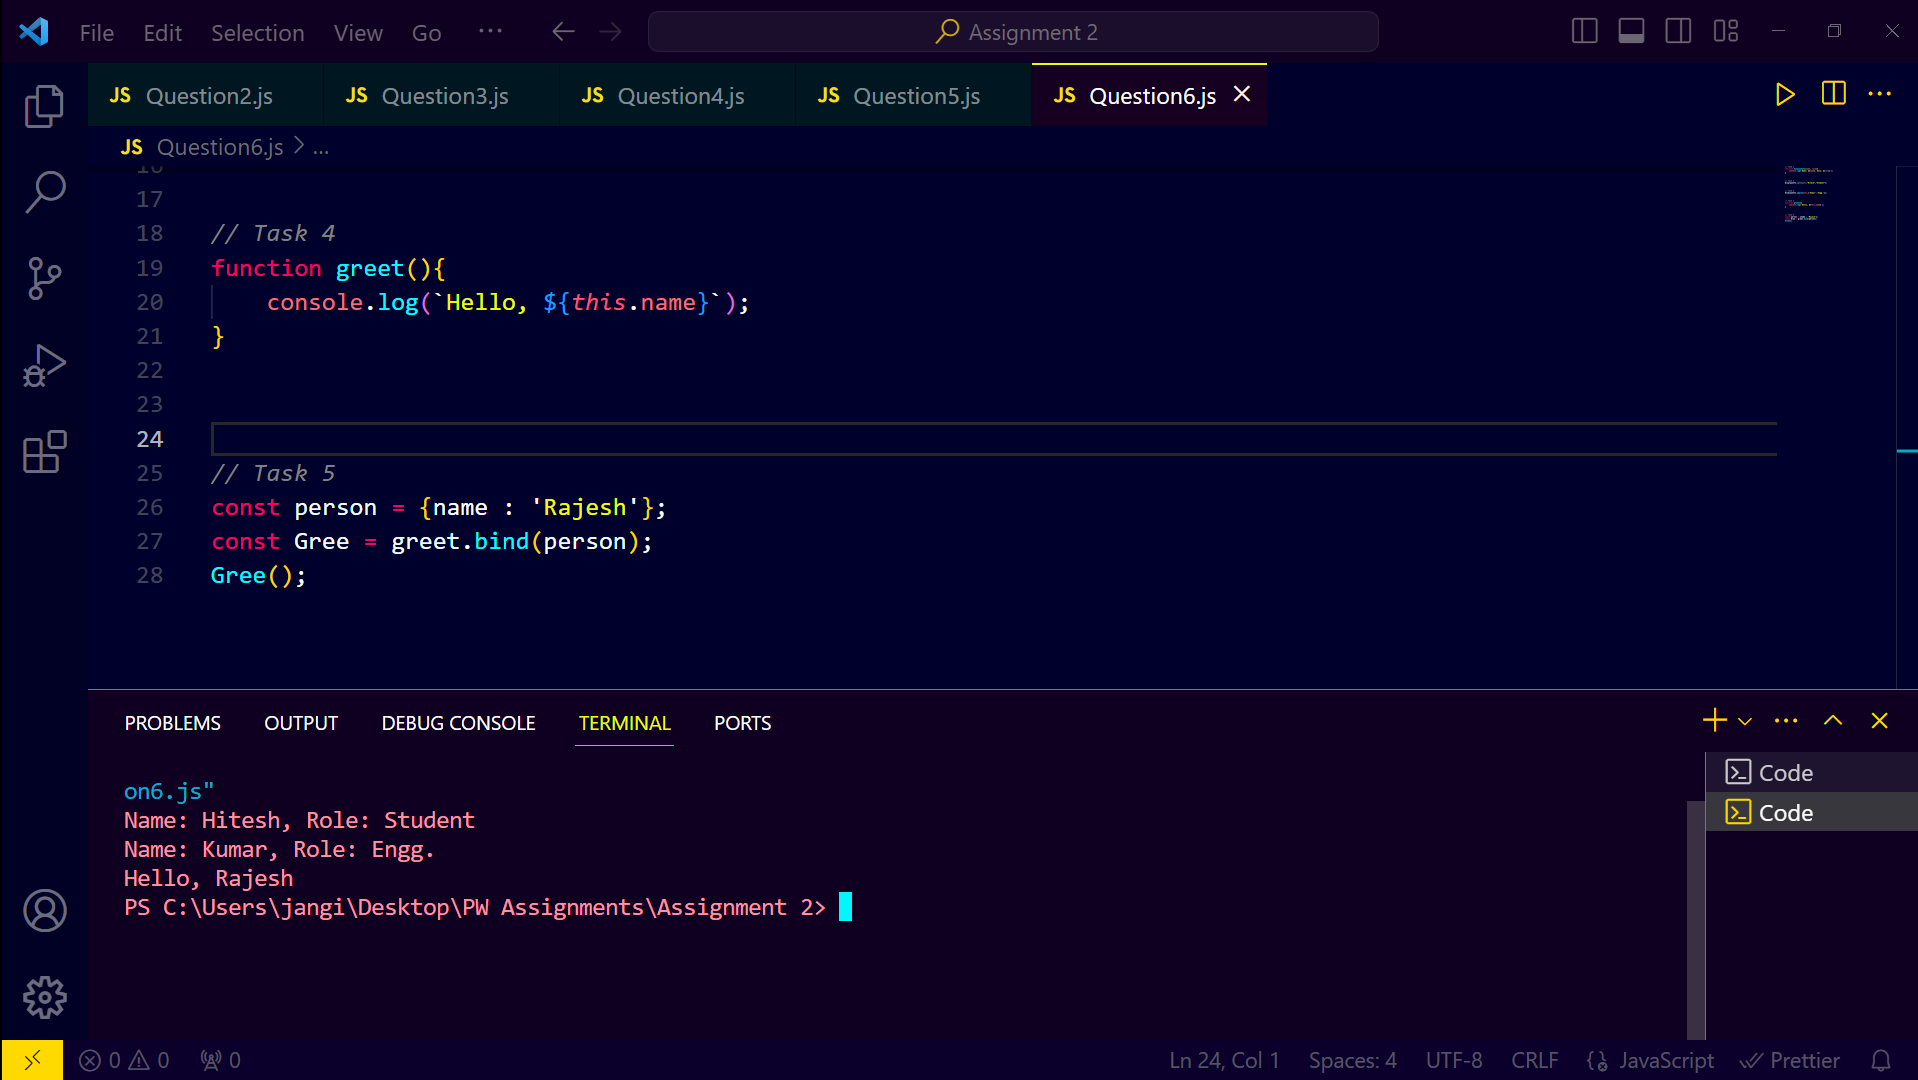 File Edit Selection View Go ··· Assignment 2
JS Question2.js JS Question3.js JS Question4.js JS Question5.js JS Question6.js
JS Question6.js > ...
16
17
18 // Task 4
19 function greet(){
20 console.log(`Hello, ${this.name}`);
21 }
22
23
24
25 // Task 5
26 const person = {name : 'Rajesh'};
27 const Gree = greet.bind(person);
28 Gree();
PROBLEMS OUTPUT DEBUG CONSOLE TERMINAL PORTS
on6.js"
Name: Hitesh, Role: Student
Name: Kumar, Role: Engg.
Hello, Rajesh
PS C:\Users\jangi\Desktop\PW Assignments\Assignment 2>
Code
Code
0 0 0 Ln 24, Col 1 Spaces: 4 UTF-8 CRLF JavaScript Prettier